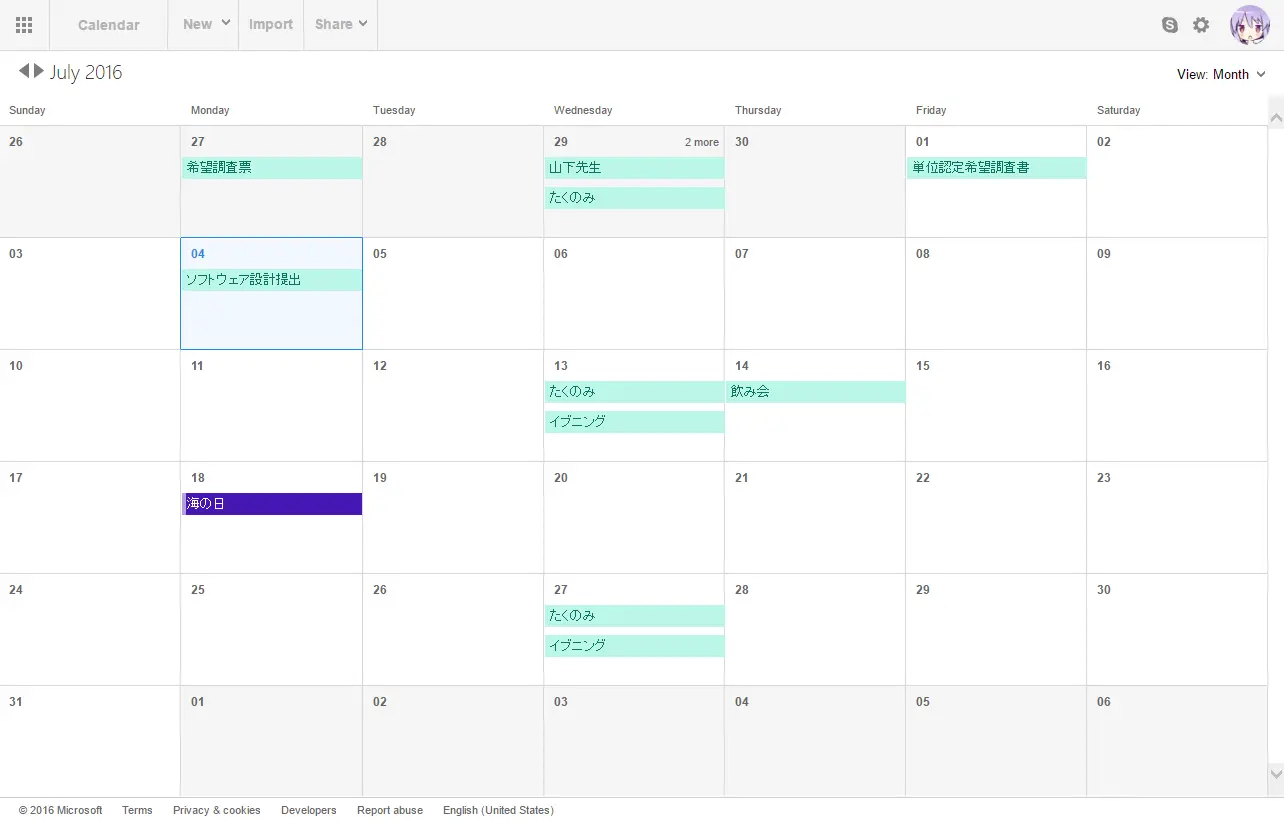 Calendar New Import Share
July 2016
View: Month
Sunday Monday Tuesday Wednesday Thursday Friday Saturday
26 27 28 29 2 more 30 01 02
希望調査票 山下先生 単位認定希望調査書
たくのみ
03 04 05 06 07 08 09
ソフトウェア設計提出
10 11 12 13 14 15 16
たくのみ 飲み会
イブニング
17 18 19 20 21 22 23
海の日
24 25 26 27 28 29 30
たくのみ
イブニング
31 01 02 03 04 05 06
© 2016 Microsoft Terms Privacy & cookies Developers Report abuse English (United States)